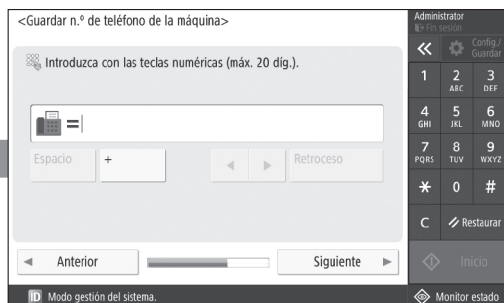 <Guardar n.º de teléfono de la máquina>
Introduzca con las teclas numéricas (máx. 20 díg.).
=
Espacio
+
Retroceso
Anterior
Siguiente
ID Modo gestión del sistema.
Administrator
Fin sesión
Config./
Guardar
1
2
3
ABC
DEF
4
5
6
GHI
JKL
MNO
7
8
9
PQRS
TUV
WXYZ
*
0
#
C
Restaurar
Inicio
Monitor estado